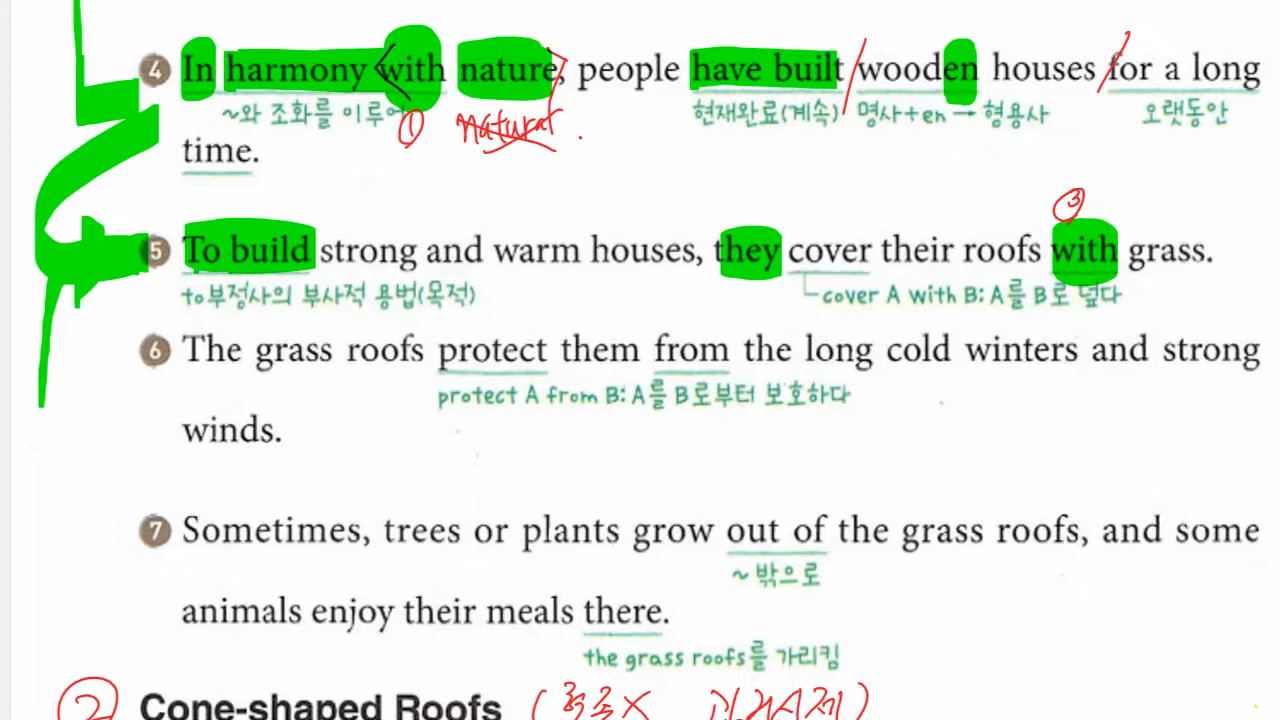 4 In harmony with nature, people have built wooden houses for a long
~와 조화를 이루어 현재완료(계속) 명사+en → 형용사 오랫동안
① natural.
time.
③
5 To build strong and warm houses, they cover their roofs with grass.
to부정사의 부사적 용법(목적) cover A with B: A를 B로 덮다
6 The grass roofs protect them from the long cold winters and strong
protect A from B: A를 B로부터 보호하다
winds.
7 Sometimes, trees or plants grow out of the grass roofs, and some
~밖으로
animals enjoy their meals there.
the grass roofs를 가리킴
② Cone-shaped Roofs